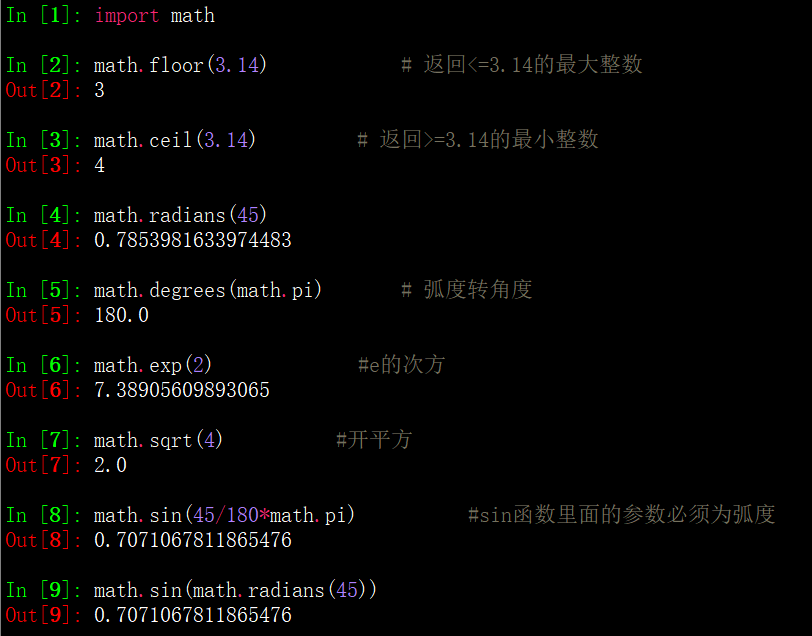 In [1]: import math
In [2]: math.floor(3.14) # 返回<=3.14的最大整数
Out[2]: 3
In [3]: math.ceil(3.14) # 返回>=3.14的最小整数
Out[3]: 4
In [4]: math.radians(45)
Out[4]: 0.7853981633974483
In [5]: math.degrees(math.pi) # 弧度转角度
Out[5]: 180.0
In [6]: math.exp(2) #e的次方
Out[6]: 7.38905609893065
In [7]: math.sqrt(4) #开平方
Out[7]: 2.0
In [8]: math.sin(45/180*math.pi) #sin函数里面的参数必须为弧度
Out[8]: 0.7071067811865476
In [9]: math.sin(math.radians(45))
Out[9]: 0.7071067811865476